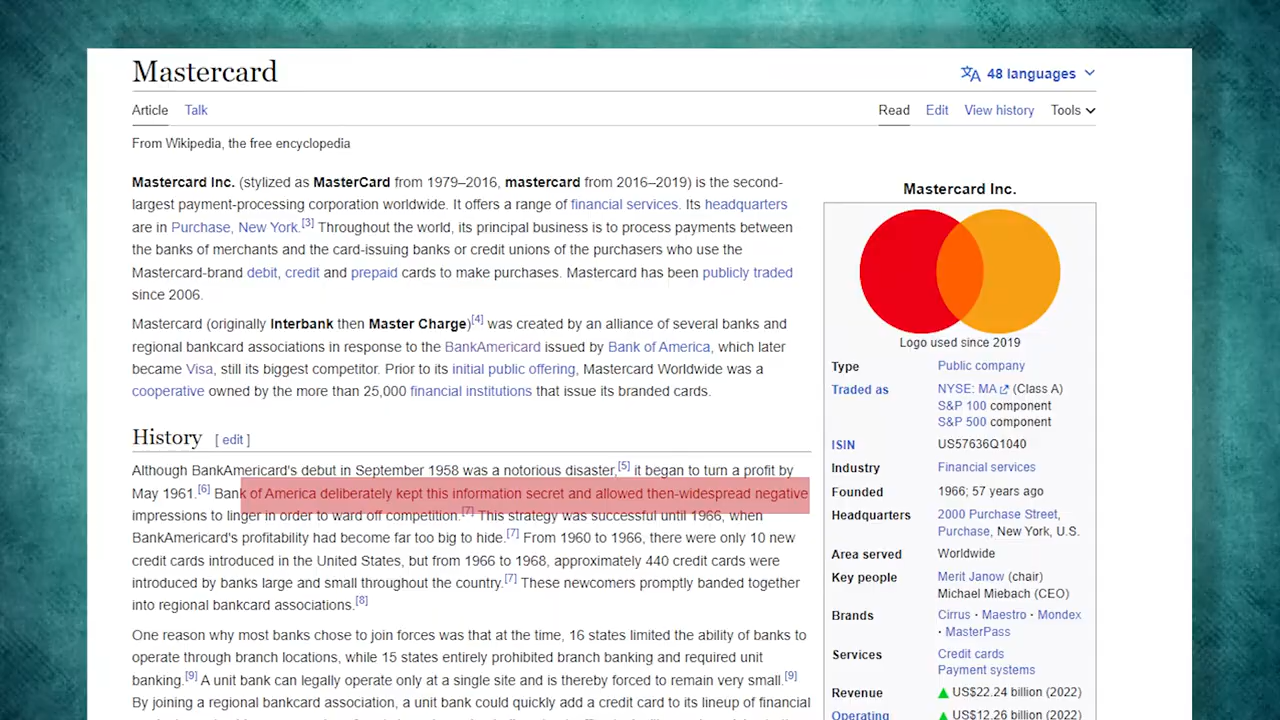 Mastercard
48 languages
Article Talk
Read Edit View history Tools
From Wikipedia, the free encyclopedia
Mastercard Inc. (stylized as MasterCard from 1979–2016, mastercard from 2016–2019) is the second-
largest payment-processing corporation worldwide. It offers a range of financial services. Its headquarters
are in Purchase, New York.[3] Throughout the world, its principal business is to process payments between
the banks of merchants and the card-issuing banks or credit unions of the purchasers who use the
Mastercard-brand debit, credit and prepaid cards to make purchases. Mastercard has been publicly traded
since 2006.
Mastercard (originally Interbank then Master Charge)[4] was created by an alliance of several banks and
regional bankcard associations in response to the BankAmericard issued by Bank of America, which later
became Visa, still its biggest competitor. Prior to its initial public offering, Mastercard Worldwide was a
cooperative owned by the more than 25,000 financial institutions that issue its branded cards.
History [ edit ]
Although BankAmericard's debut in September 1958 was a notorious disaster,[5] it began to turn a profit by
May 1961.[6] Bank of America deliberately kept this information secret and allowed then-widespread negative
impressions to linger in order to ward off competition.[7] This strategy was successful until 1966, when
BankAmericard's profitability had become far too big to hide.[7] From 1960 to 1966, there were only 10 new
credit cards introduced in the United States, but from 1966 to 1968, approximately 440 credit cards were
introduced by banks large and small throughout the country.[7] These newcomers promptly banded together
into regional bankcard associations.[8]
One reason why most banks chose to join forces was that at the time, 16 states limited the ability of banks to
operate through branch locations, while 15 states entirely prohibited branch banking and required unit
banking.[9] A unit bank can legally operate only at a single site and is thereby forced to remain very small.[9]
By joining a regional bankcard association, a unit bank could quickly add a credit card to its lineup of financial
Mastercard Inc.
Logo used since 2019
Type Public company
Traded as NYSE: MA (Class A)
S&P 100 component
S&P 500 component
ISIN US57636Q1040
Industry Financial services
Founded 1966; 57 years ago
Headquarters 2000 Purchase Street,
Purchase, New York, U.S.
Area served Worldwide
Key people Merit Janow (chair)
Michael Miebach (CEO)
Brands Cirrus · Maestro · Mondex
· MasterPass
Services Credit cards
Payment systems
Revenue US$22.24 billion (2022)
Operating US$12.26 billion (2022)